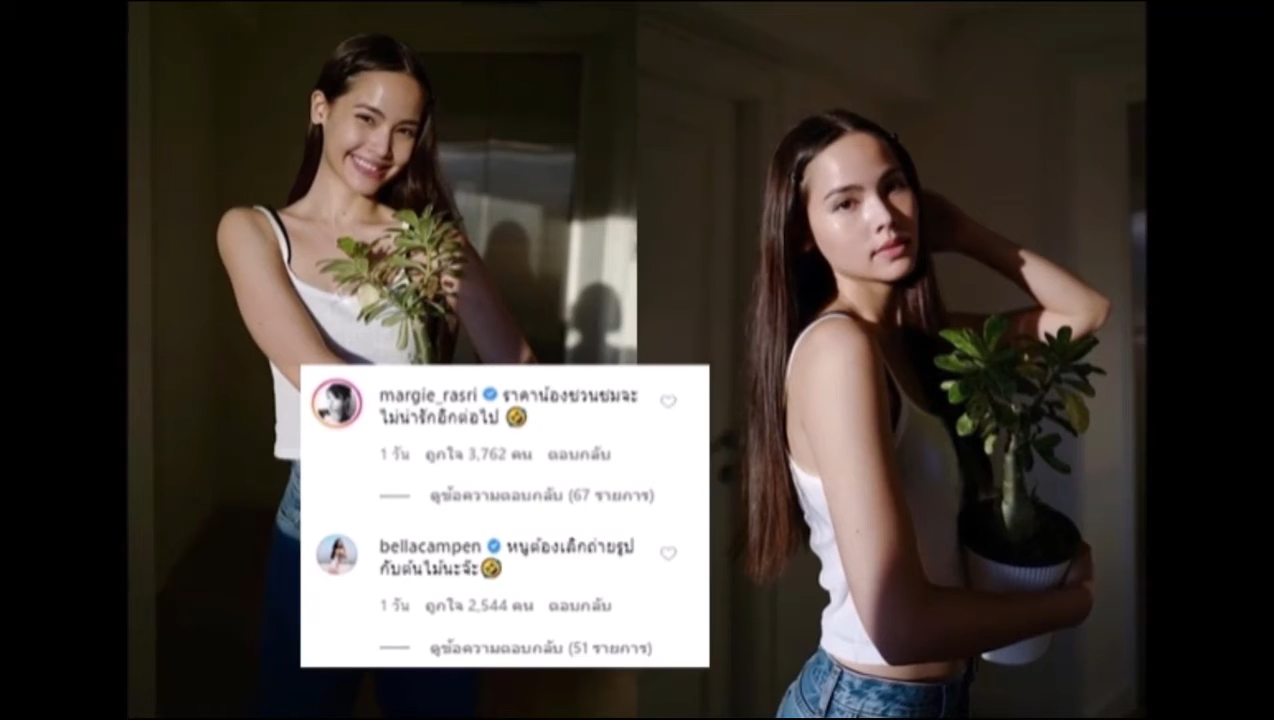 margie_rasri ราคาน้องชวนชมจะ
ไม่น่ารักอีกต่อไป 🤣
1 วัน ถูกใจ 3,762 คน ตอบกลับ
ดูข้อความตอบกลับ (67 รายการ)
bellacampen หนูต้องเลิกถ่ายรูป
กับต้นไม้นะจ๊ะ🤣
1 วัน ถูกใจ 2,544 คน ตอบกลับ
ดูข้อความตอบกลับ (51 รายการ)